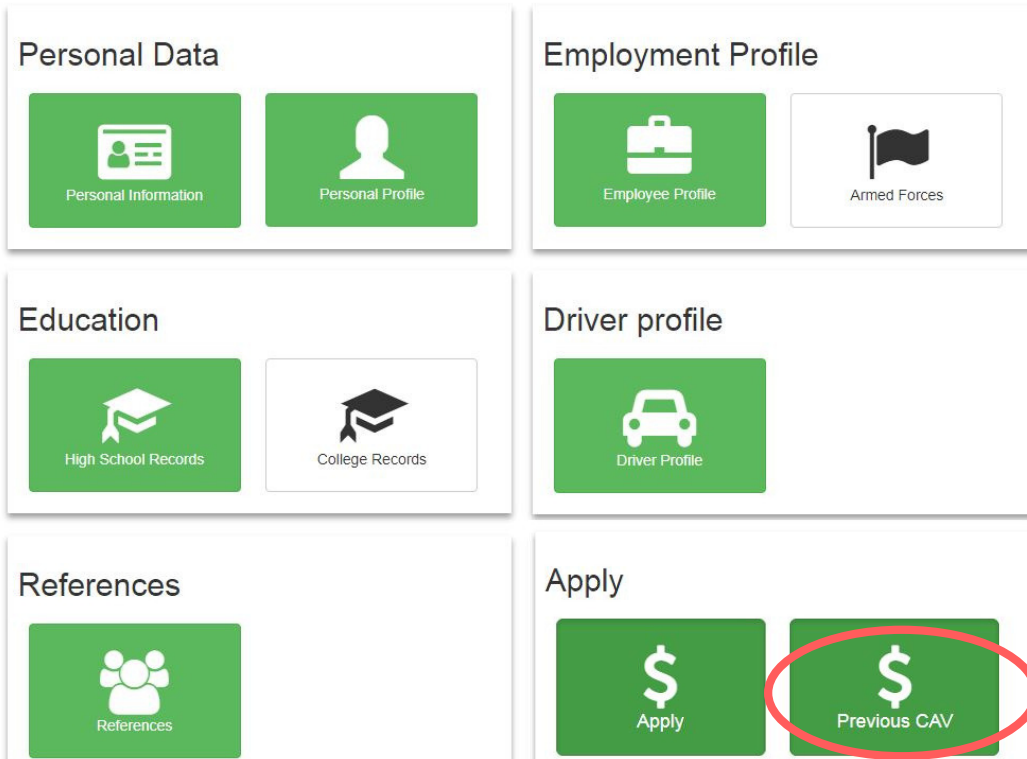 Personal Data
Personal Information
Personal Profile
Employment Profile
Employee Profile
Armed Forces
Education
High School Records
College Records
Driver profile
Driver Profile
References
References
Apply
$
Apply
$
Previous CAV